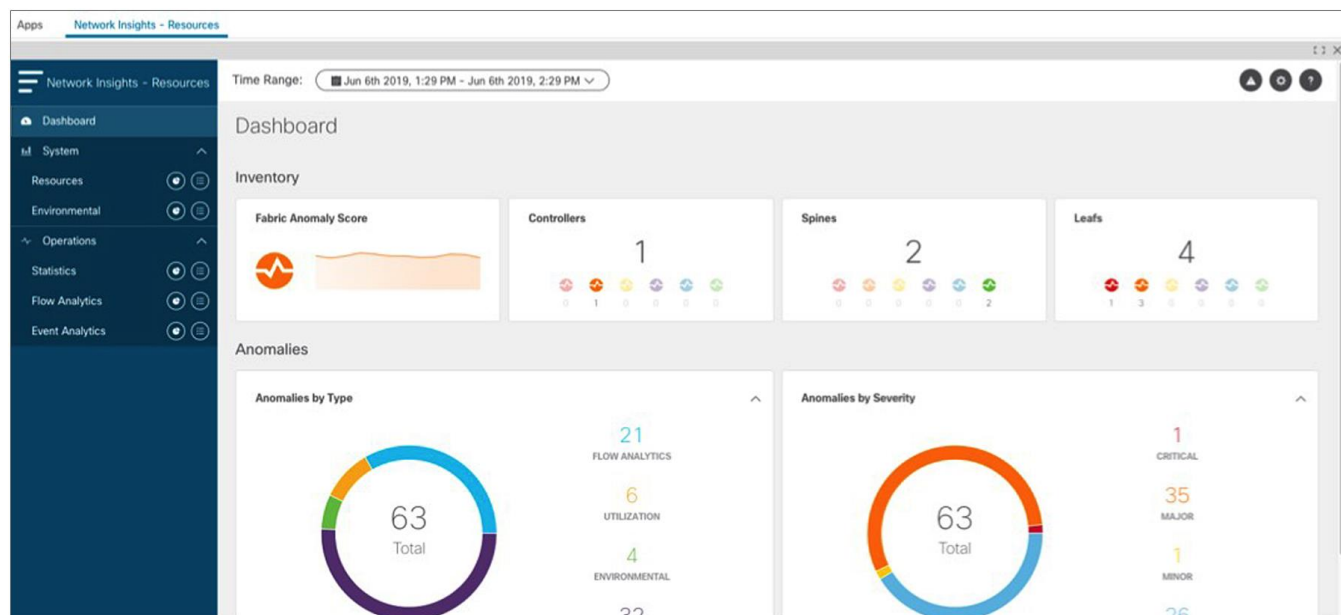 Apps Network Insights - Resources
Network Insights - Resources
Time Range: Jun 6th 2019, 1:29 PM - Jun 6th 2019, 2:29 PM
?
Dashboard
System
Resources
Environmental
Operations
Statistics
Flow Analytics
Event Analytics
Dashboard
Inventory
Fabric Anomaly Score
Controllers
1
0 1 0 0 0 0
Spines
2
0 0 0 0 0 2
Leafs
4
1 3 0 0 0 0
Anomalies
Anomalies by Type
63
Total
21
FLOW ANALYTICS
6
UTILIZATION
4
ENVIRONMENTAL
32
Anomalies by Severity
63
Total
1
CRITICAL
35
MAJOR
1
MINOR
26